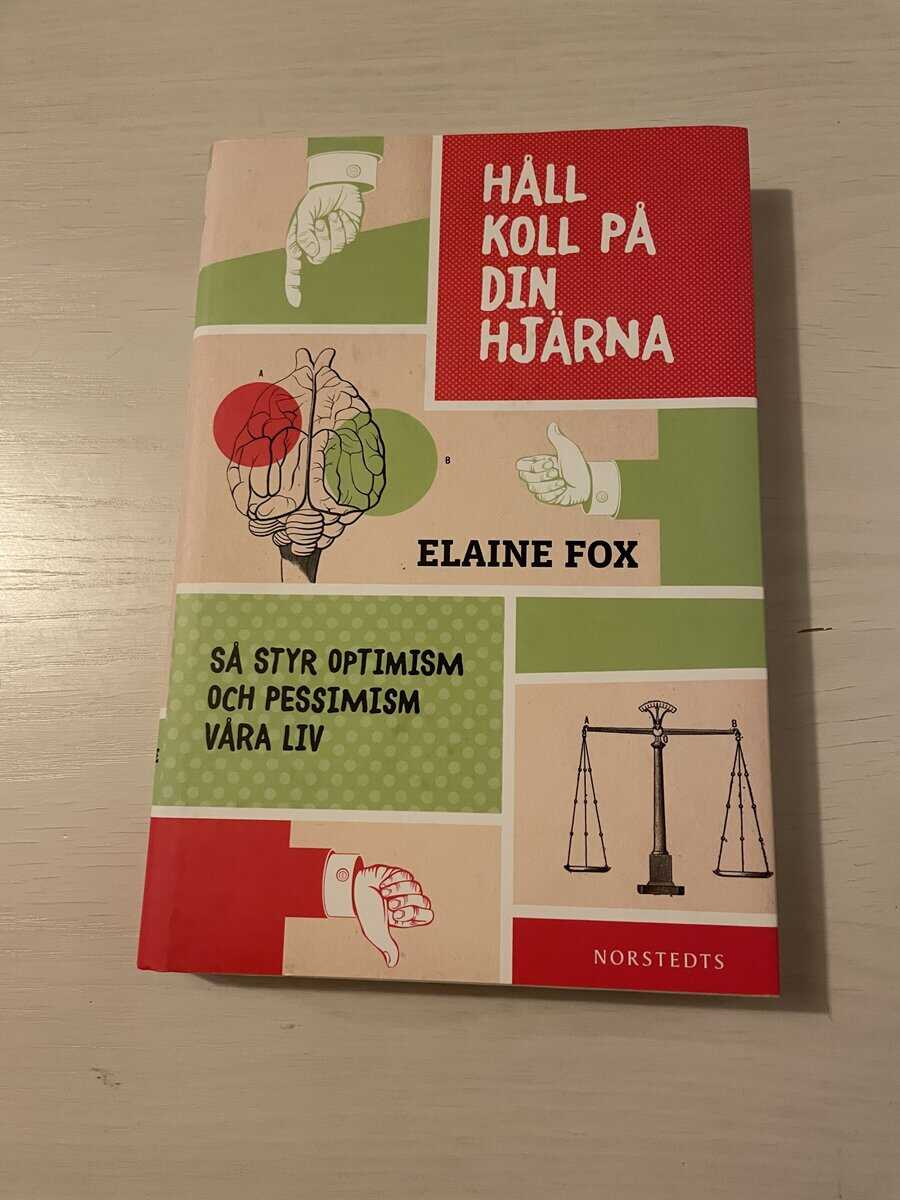 HÅLL
KOLL PÅ
DIN
HJÄRNA
A
B
ELAINE FOX
SÅ STYR OPTIMISM
OCH PESSIMISM
VÅRA LIV
E
A
B
NORSTEDTS